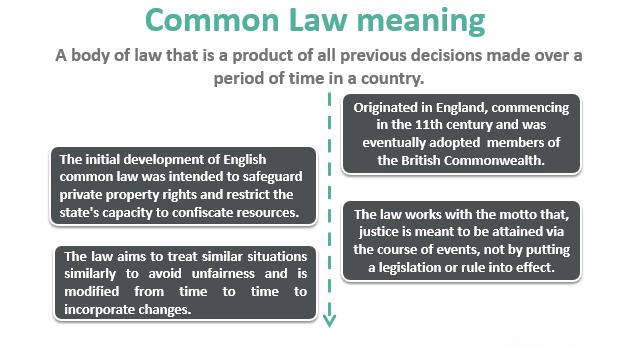 Common Law meaning
A body of law that is a product of all previous decisions made over a
period of time in a country.
Originated in England, commencing
in the 11th century and was
eventually adopted members of
the British Commonwealth.
The initial development of English
common law was intended to safeguard
private property rights and restrict the
state's capacity to confiscate resources.
The law works with the motto that,
justice is meant to be attained via
the course of events, not by putting
a legislation or rule into effect.
The law aims to treat similar situations
similarly to avoid unfairness and is
modified from time to time to
incorporate changes.